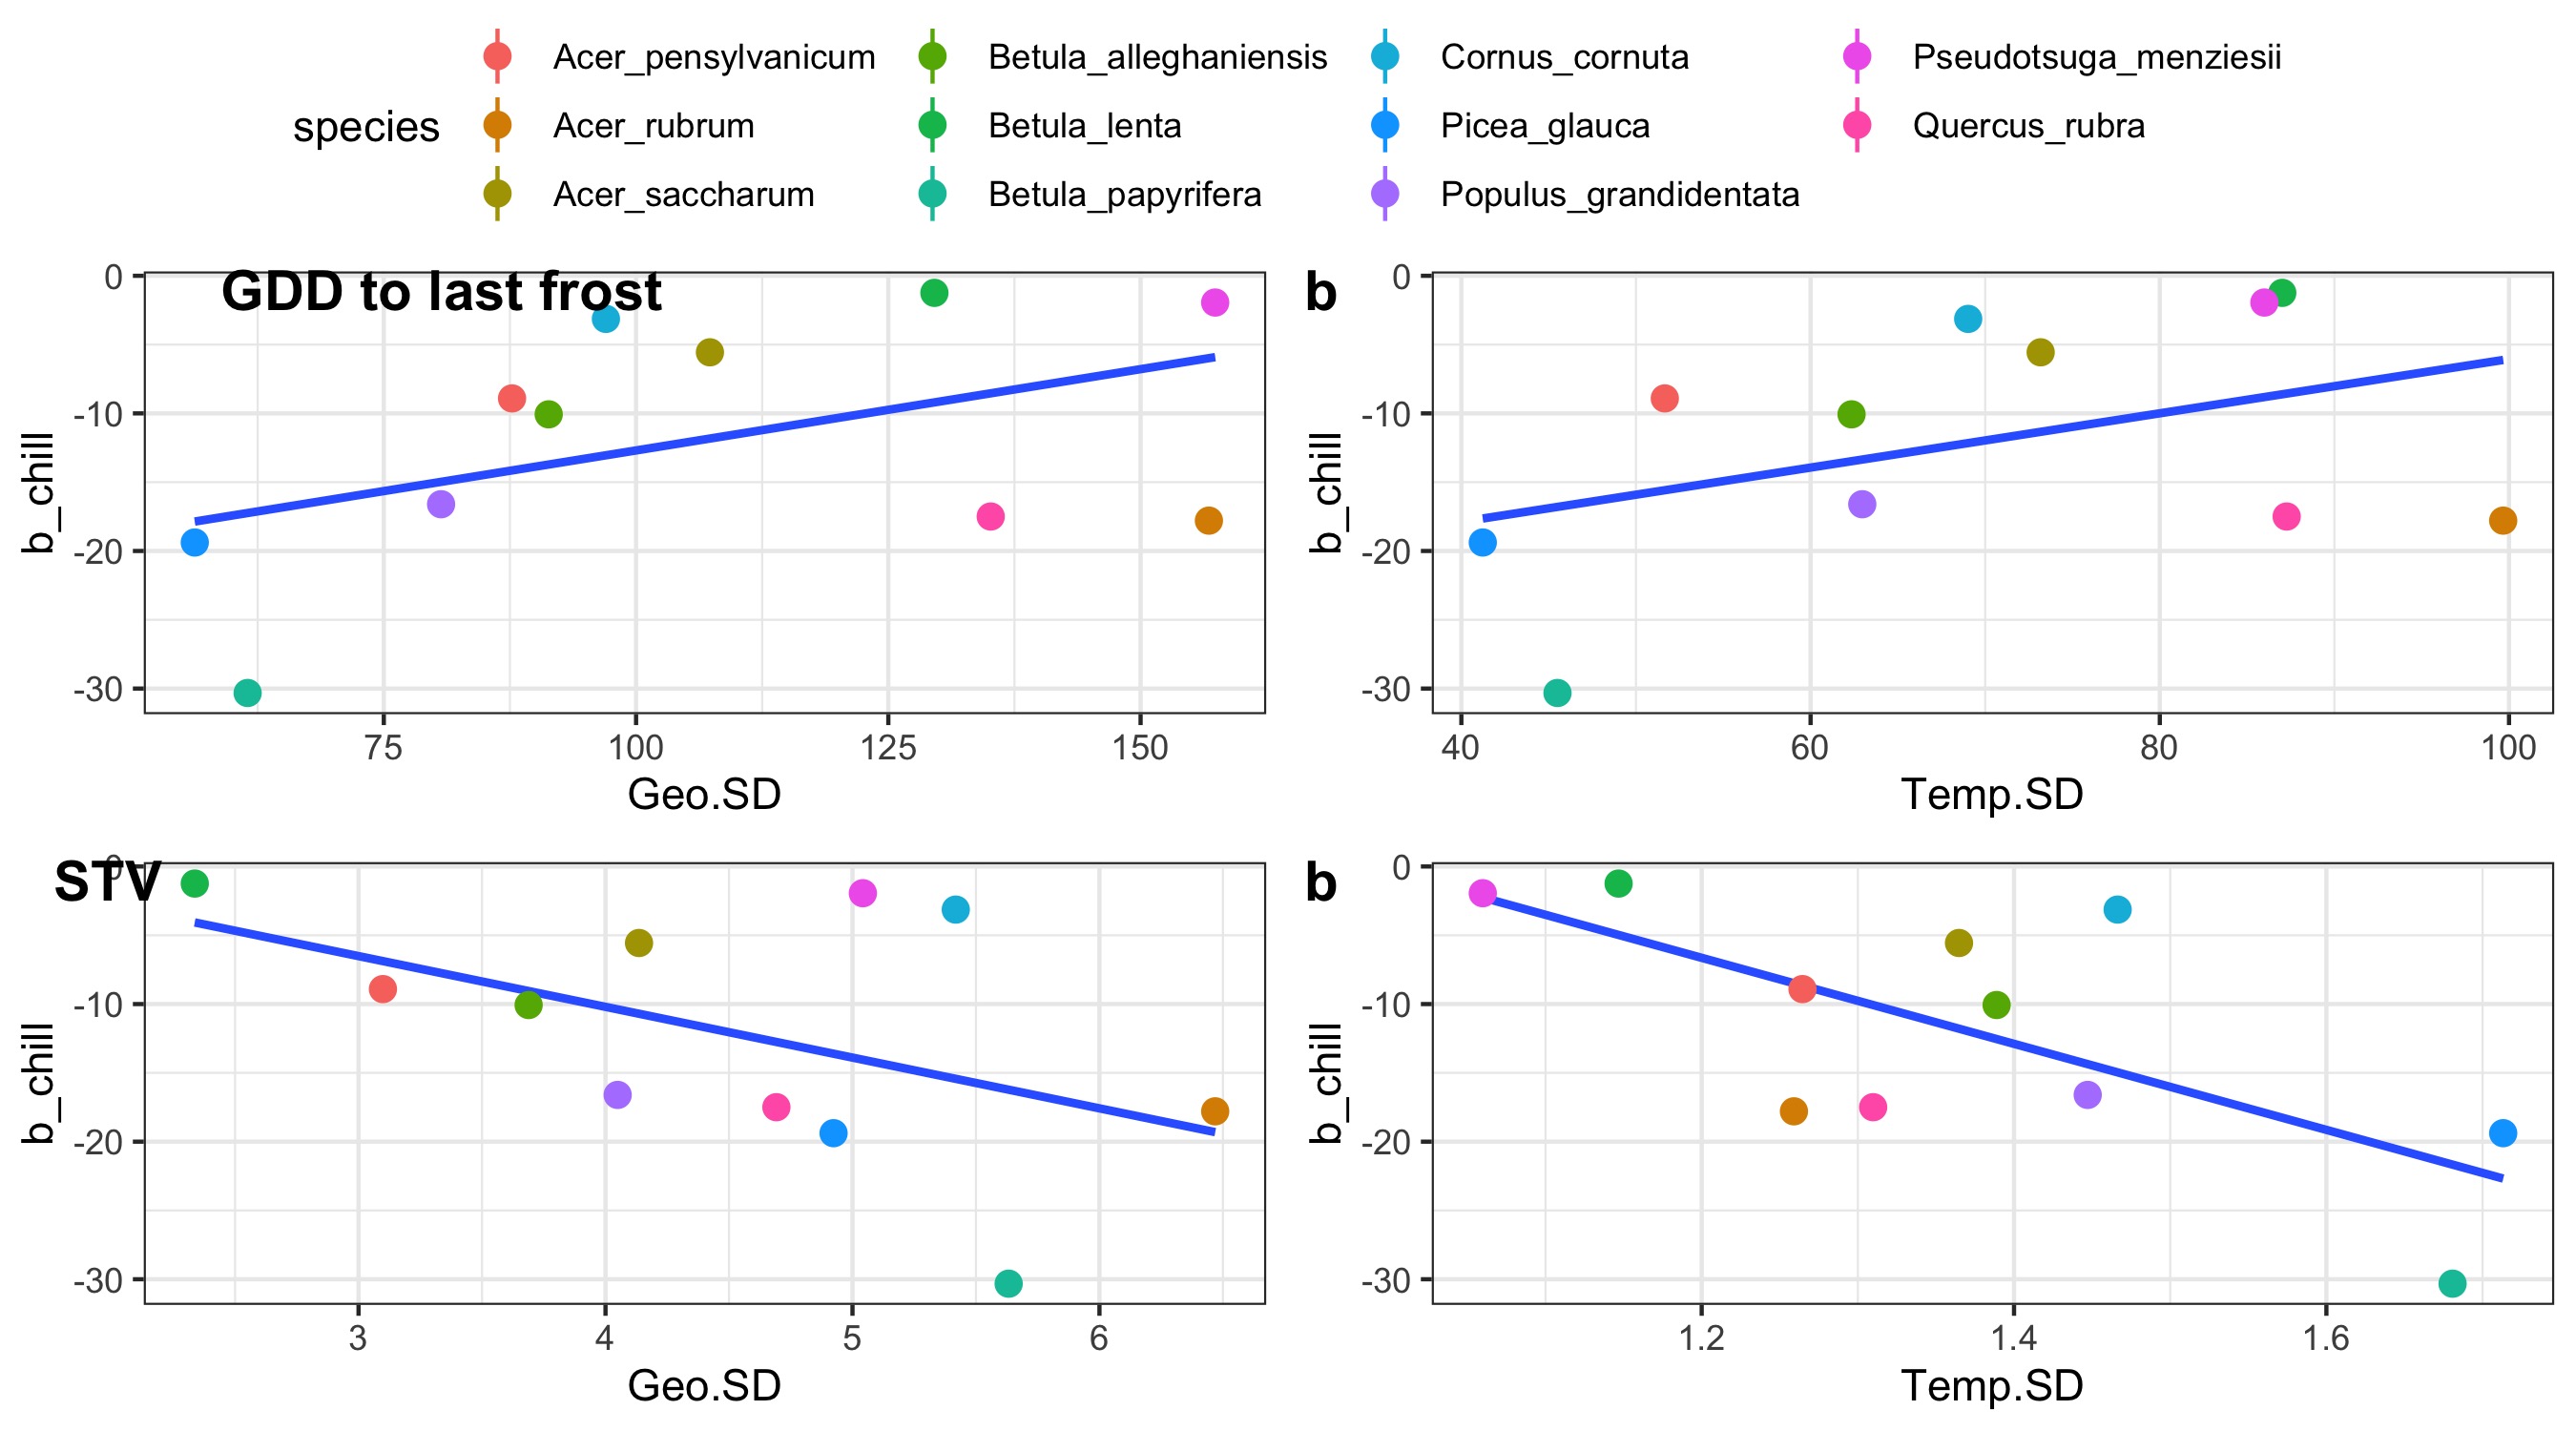 species
Acer_pensylvanicum
Acer_rubrum
Acer_saccharum
Betula_alleghaniensis
Betula_lenta
Betula_papyrifera
Cornus_cornuta
Picea_glauca
Populus_grandidentata
Pseudotsuga_menziesii
Quercus_rubra
GDD to last frost
b_chill
0
-10
-20
-30
75 100 125 150
Geo.SD
b
b_chill
0
-10
-20
-30
40 60 80 100
Temp.SD
STV
b_chill
0
-10
-20
-30
3 4 5 6
Geo.SD
b
b_chill
0
-10
-20
-30
1.2 1.4 1.6
Temp.SD